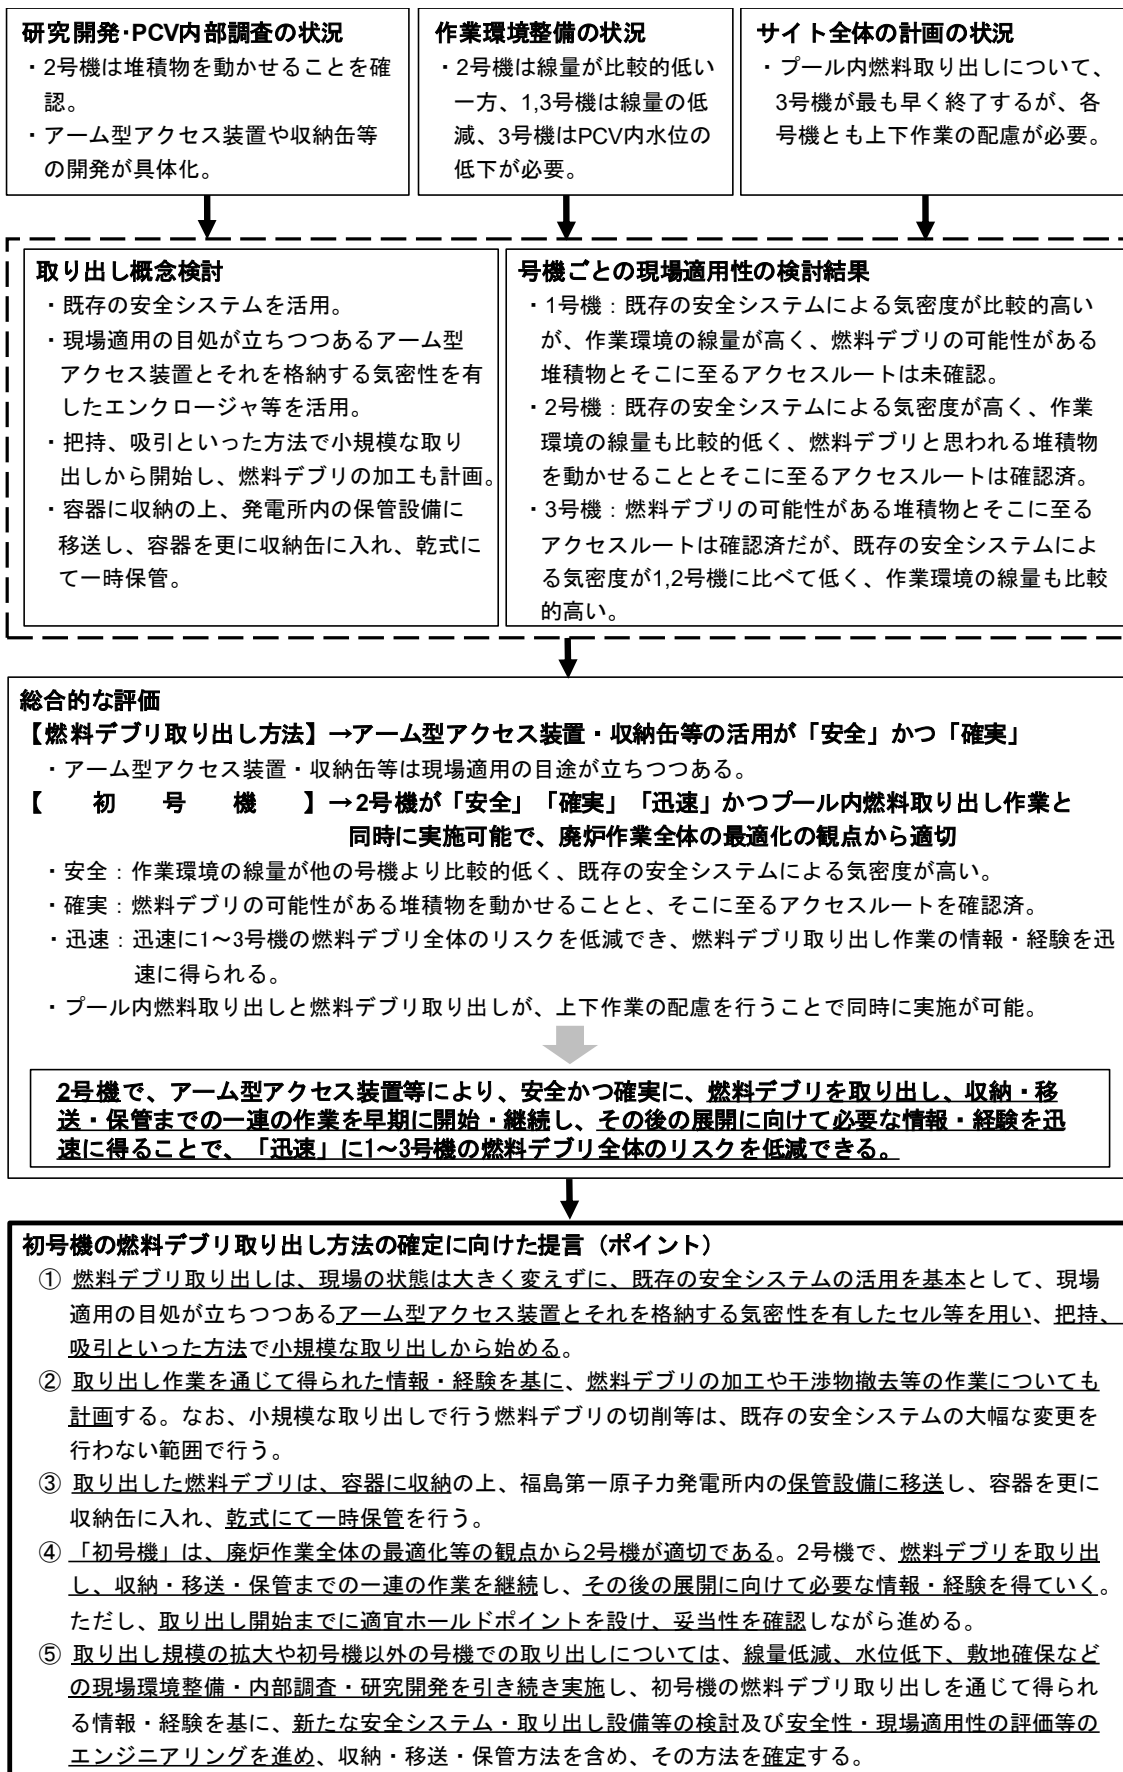 研究開発・PCV内部調査の状況
・2号機は堆積物を動かせることを確
認。
・アーム型アクセス装置や収納缶等
の開発が具体化。
作業環境整備の状況
・2号機は線量が比較的低い
一方、1,3号機は線量の低
減、3号機はPCV内水位の
低下が必要。
サイト全体の計画の状況
・プール内燃料取り出しについて、
3号機が最も早く終了するが、各
号機とも上下作業の配慮が必要。
取り出し概念検討
・既存の安全システムを活用。
・現場適用の目処が立ちつつあるアーム型
アクセス装置とそれを格納する気密性を有
したエンクロージャ等を活用。
・把持、吸引といった方法で小規模な取り
出しから開始し、燃料デブリの加工も計画。
・容器に収納の上、発電所内の保管設備に
移送し、容器を更に収納缶に入れ、乾式に
て一時保管。
号機ごとの現場適用性の検討結果
・1号機：既存の安全システムによる気密度が比較的高い
が、作業環境の線量が高く、燃料デブリの可能性がある
堆積物とそこに至るアクセスルートは未確認。
・2号機：既存の安全システムによる気密度が高く、作業
環境の線量も比較的低く、燃料デブリと思われる堆積物
を動かせることとそこに至るアクセスルートは確認済。
・3号機：燃料デブリの可能性がある堆積物とそこに至る
アクセスルートは確認済だが、既存の安全システムによ
る気密度が1,2号機に比べて低く、作業環境の線量も比較
的高い。
総合的な評価
【燃料デブリ取り出し方法】→アーム型アクセス装置・収納缶等の活用が「安全」かつ「確実」
・アーム型アクセス装置・収納缶等は現場適用の目途が立ちつつある。
【　初　号　機　】→2号機が「安全」「確実」「迅速」かつプール内燃料取り出し作業と
同時に実施可能で、廃炉作業全体の最適化の観点から適切
・安全：作業環境の線量が他の号機より比較的低く、既存の安全システムによる気密度が高い。
・確実：燃料デブリの可能性がある堆積物を動かせることと、そこに至るアクセスルートを確認済。
・迅速：迅速に1～3号機の燃料デブリ全体のリスクを低減でき、燃料デブリ取り出し作業の情報・経験を迅
速に得られる。
・プール内燃料取り出しと燃料デブリ取り出しが、上下作業の配慮を行うことで同時に実施が可能。
2号機で、アーム型アクセス装置等により、安全かつ確実に、燃料デブリを取り出し、収納・移
送・保管までの一連の作業を早期に開始・継続し、その後の展開に向けて必要な情報・経験を迅
速に得ることで、「迅速」に1～3号機の燃料デブリ全体のリスクを低減できる。
初号機の燃料デブリ取り出し方法の確定に向けた提言（ポイント）
① 燃料デブリ取り出しは、現場の状態は大きく変えずに、既存の安全システムの活用を基本として、現場
適用の目処が立ちつつあるアーム型アクセス装置とそれを格納する気密性を有したセル等を用い、把持、
吸引といった方法で小規模な取り出しから始める。
② 取り出し作業を通じて得られた情報・経験を基に、燃料デブリの加工や干渉物撤去等の作業についても
計画する。なお、小規模な取り出しで行う燃料デブリの切削等は、既存の安全システムの大幅な変更を
行わない範囲で行う。
③ 取り出した燃料デブリは、容器に収納の上、福島第一原子力発電所内の保管設備に移送し、容器を更に
収納缶に入れ、乾式にて一時保管を行う。
④ 「初号機」は、廃炉作業全体の最適化等の観点から2号機が適切である。2号機で、燃料デブリを取り出
し、収納・移送・保管までの一連の作業を継続し、その後の展開に向けて必要な情報・経験を得ていく。
ただし、取り出し開始までに適宜ホールドポイントを設け、妥当性を確認しながら進める。
⑤ 取り出し規模の拡大や初号機以外の号機での取り出しについては、線量低減、水位低下、敷地確保など
の現場環境整備・内部調査・研究開発を引き続き実施し、初号機の燃料デブリ取り出しを通じて得られ
る情報・経験を基に、新たな安全システム・取り出し設備等の検討及び安全性・現場適用性の評価等の
エンジニアリングを進め、収納・移送・保管方法を含め、その方法を確定する。